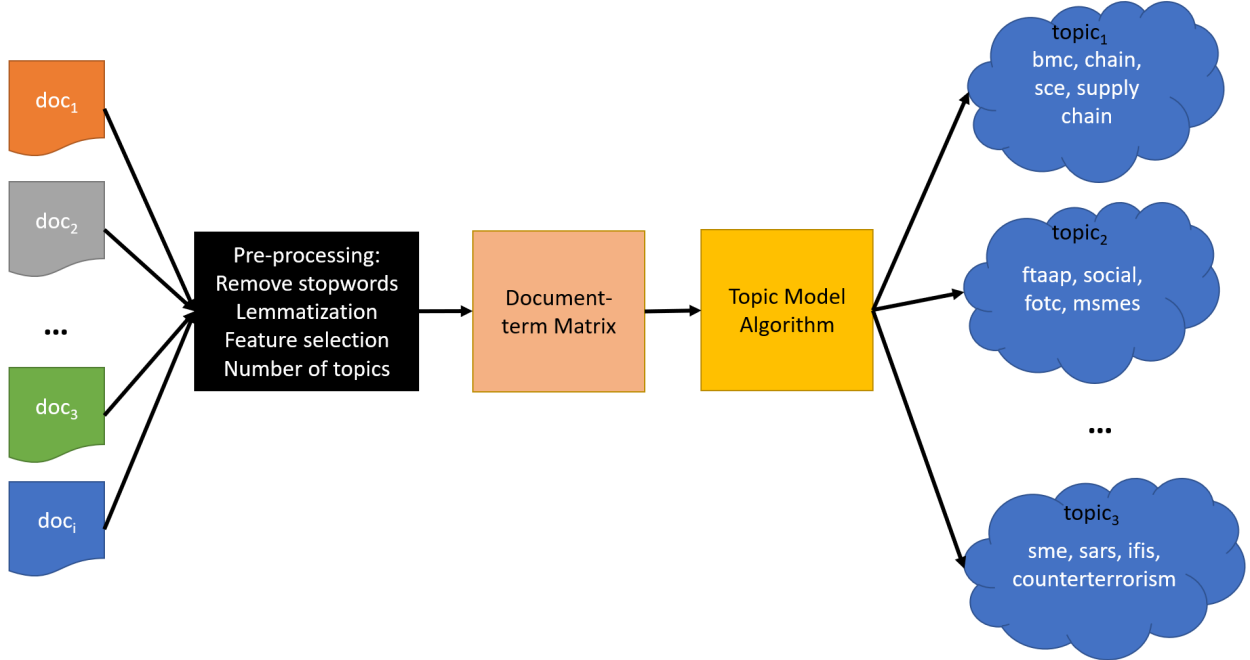 doc₁
doc₂
...
doc₃
docᵢ
Pre-processing:
Remove stopwords
Lemmatization
Feature selection
Number of topics
Document-
term Matrix
Topic Model
Algorithm
topic₁
bmc, chain,
sce, supply
chain
topic₂
ftaap, social,
fotc, msmes
...
topic₃
sme, sars, ifis,
counterterrorism